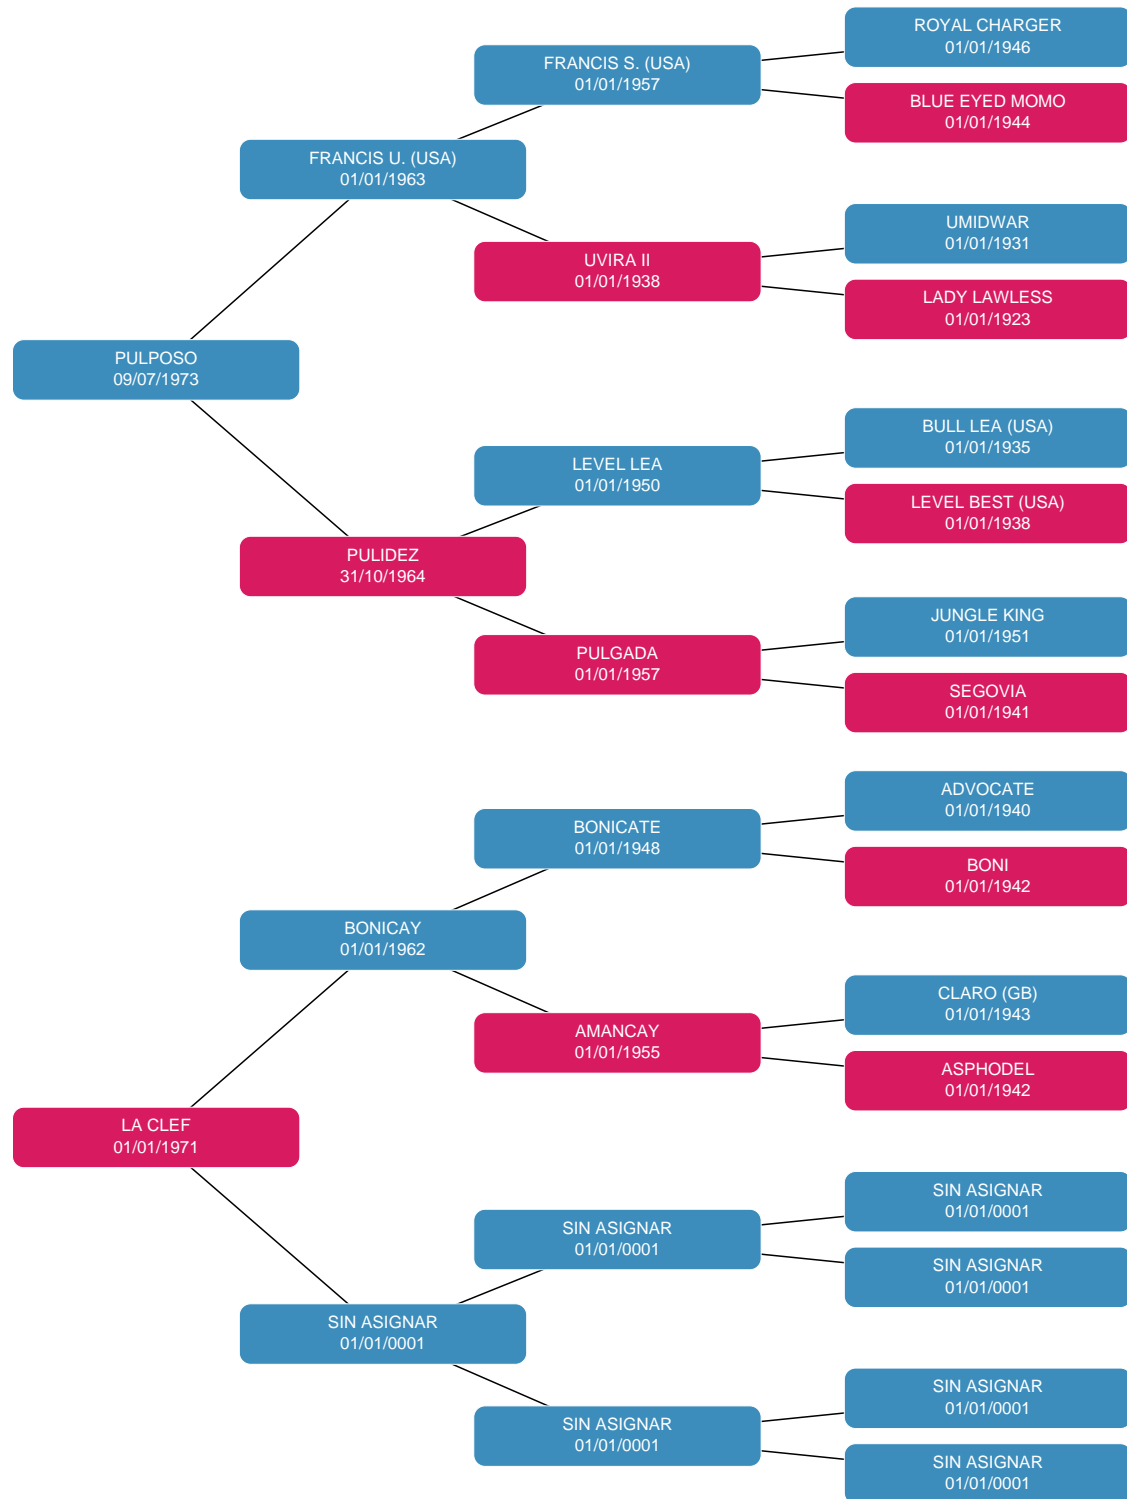 ROYAL CHARGER
01/01/1946
FRANCIS S. (USA)
01/01/1957
BLUE EYED MOMO
01/01/1944
FRANCIS U. (USA)
01/01/1963
UMIDWAR
01/01/1931
UVIRA II
01/01/1938
LADY LAWLESS
01/01/1923
PULPOSO
09/07/1973
BULL LEA (USA)
01/01/1935
LEVEL LEA
01/01/1950
LEVEL BEST (USA)
01/01/1938
PULIDEZ
31/10/1964
JUNGLE KING
01/01/1951
PULGADA
01/01/1957
SEGOVIA
01/01/1941
ADVOCATE
01/01/1940
BONICATE
01/01/1948
BONI
01/01/1942
BONICAY
01/01/1962
CLARO (GB)
01/01/1943
AMANCAY
01/01/1955
ASPHODEL
01/01/1942
LA CLEF
01/01/1971
SIN ASIGNAR
01/01/0001
SIN ASIGNAR
01/01/0001
SIN ASIGNAR
01/01/0001
SIN ASIGNAR
01/01/0001
SIN ASIGNAR
01/01/0001
SIN ASIGNAR
01/01/0001
SIN ASIGNAR
01/01/0001